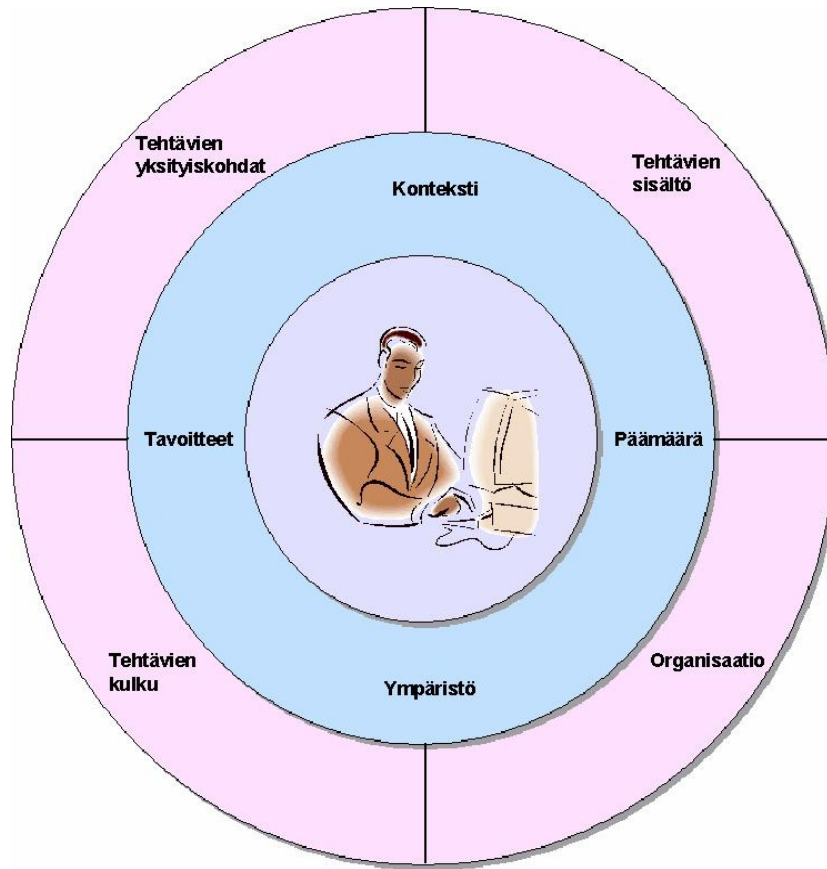 Tehtävien
yksityiskohdat
Tehtävien
sisältö
Konteksti
Tavoitteet
Päämäärä
Tehtävien
kulku
Organisaatio
Ympäristö